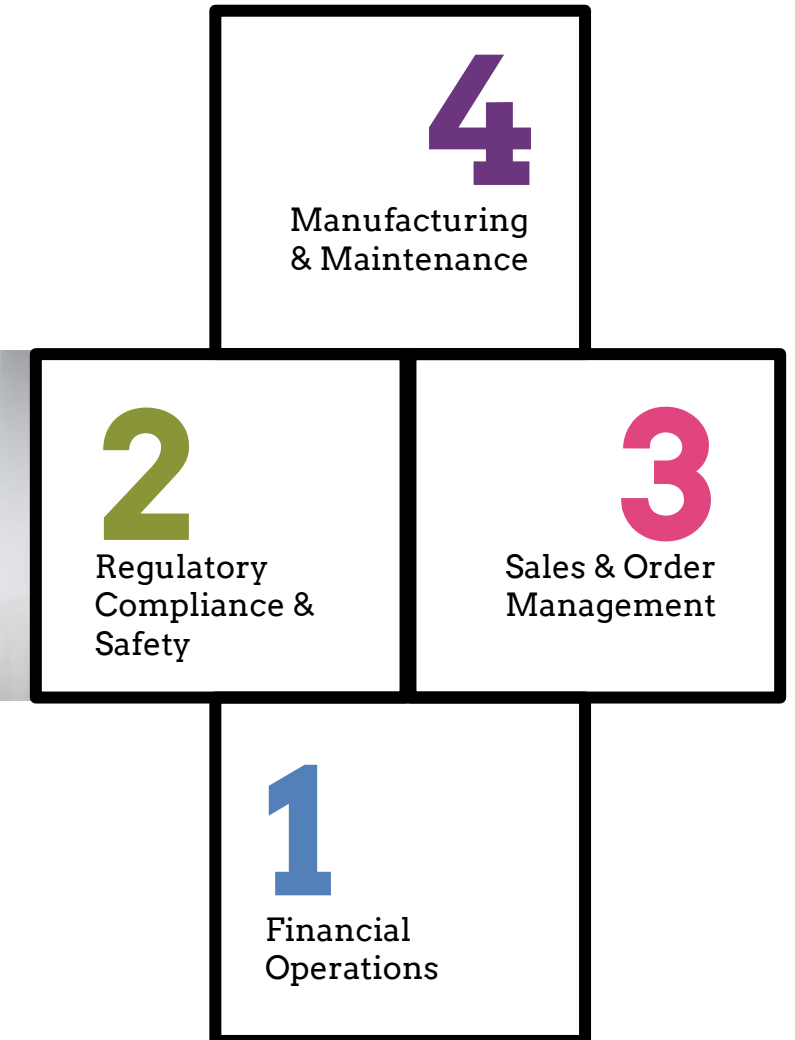 4
Manufacturing
& Maintenance
2
Regulatory
Compliance &
Safety
3
Sales & Order
Management
1
Financial
Operations